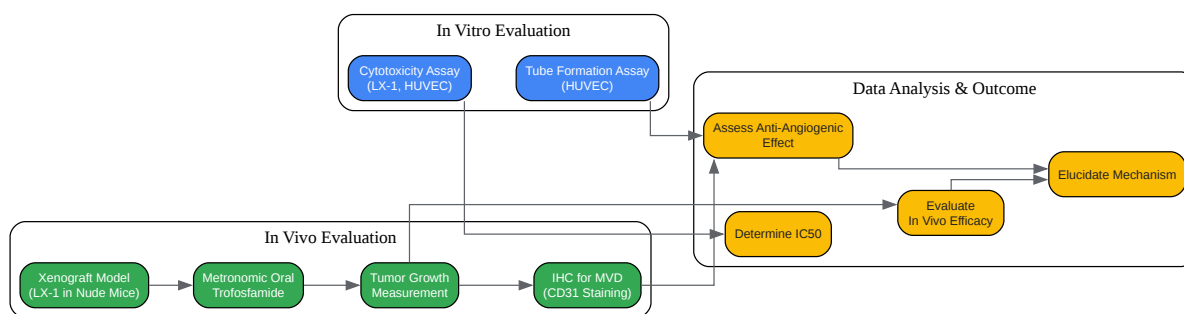 In Vitro Evaluation
Cytotoxicity Assay
(LX-1, HUVEC)
Tube Formation Assay
(HUVEC)
Data Analysis & Outcome
Assess Anti-Angiogenic
Effect
Elucidate Mechanism
Evaluate
In Vivo Efficacy
Determine IC50
In Vivo Evaluation
Xenograft Model
(LX-1 in Nude Mice)
Metronomic Oral
Trofosfamide
Tumor Growth
Measurement
IHC for MVD
(CD31 Staining)